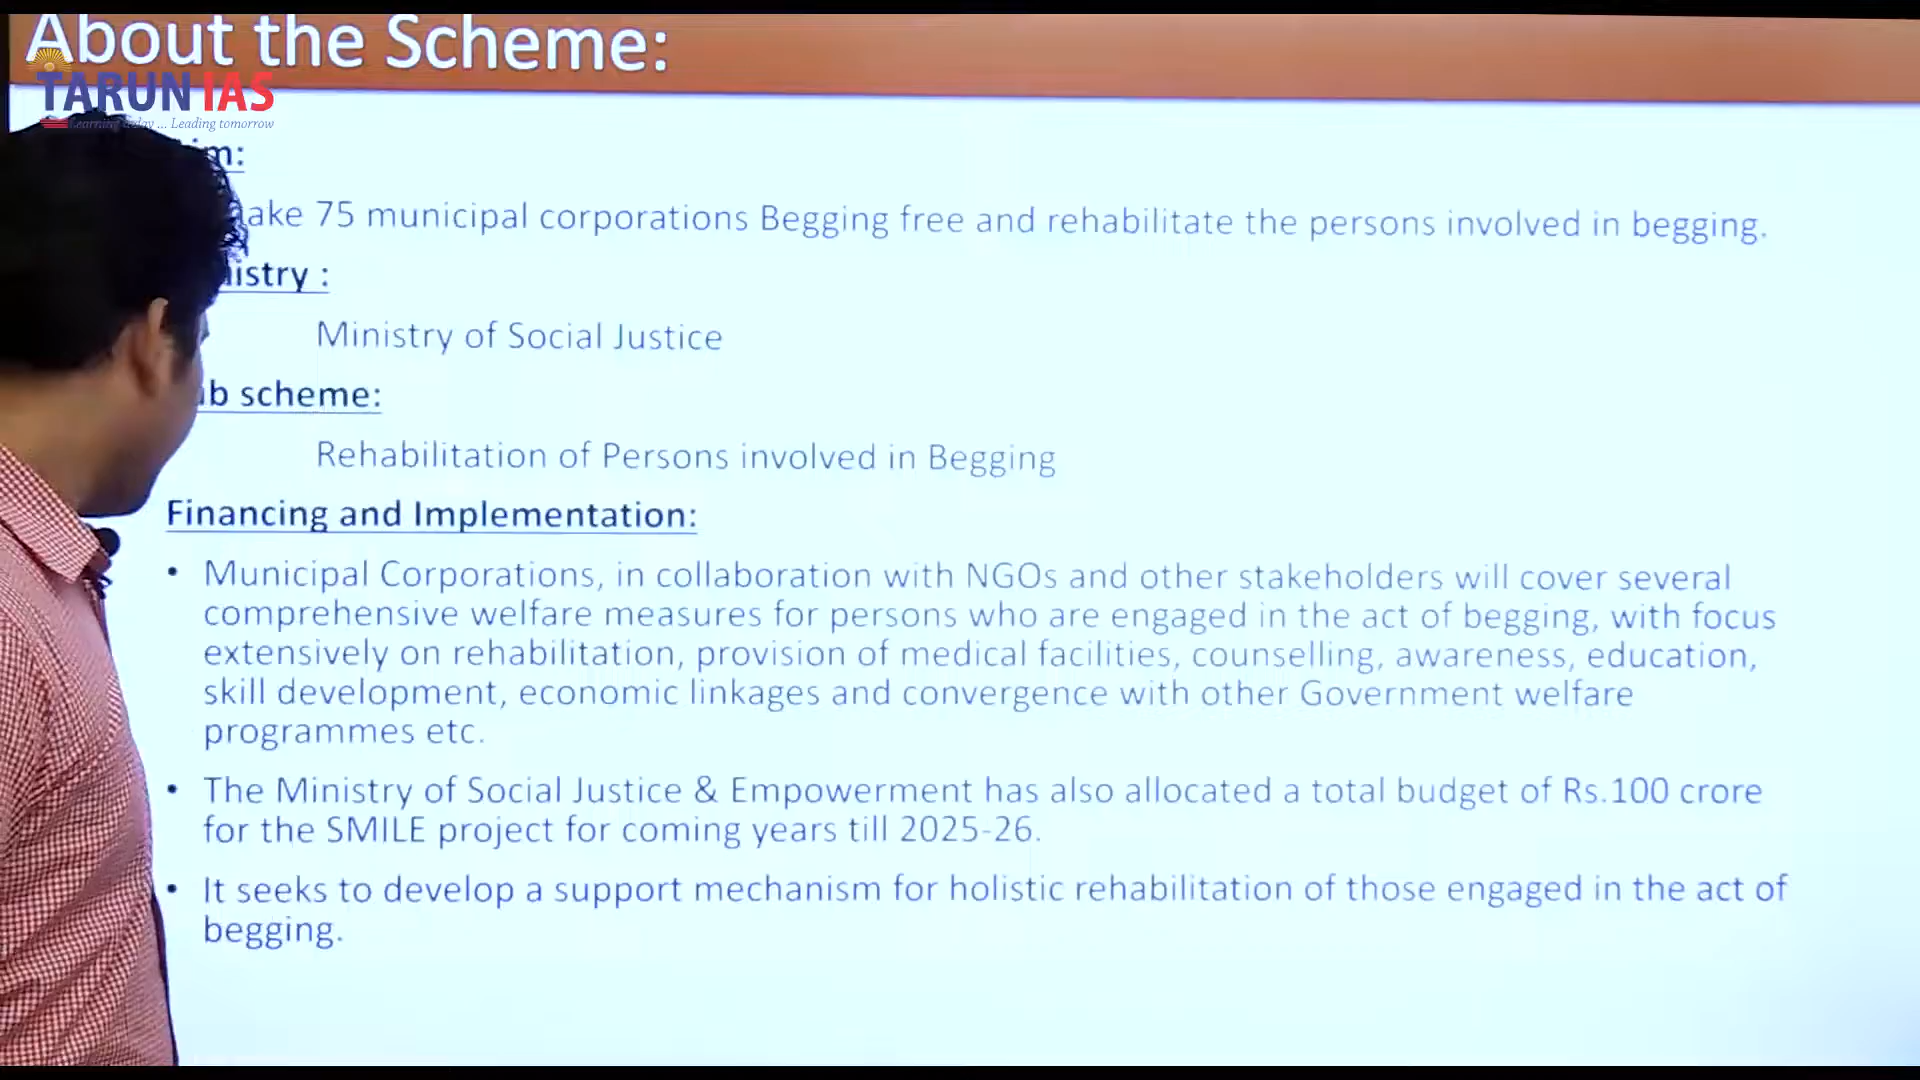 About the Scheme:
TARUN IAS
Learning today ... Leading tomorrow
im:
ake 75 municipal corporations Begging free and rehabilitate the persons involved in begging.
istry :
Ministry of Social Justice
b scheme:
Rehabilitation of Persons involved in Begging
Financing and Implementation:
• Municipal Corporations, in collaboration with NGOs and other stakeholders will cover several
comprehensive welfare measures for persons who are engaged in the act of begging, with focus
extensively on rehabilitation, provision of medical facilities, counselling, awareness, education,
skill development, economic linkages and convergence with other Government welfare
programmes etc.
• The Ministry of Social Justice & Empowerment has also allocated a total budget of Rs.100 crore
for the SMILE project for coming years till 2025-26.
• It seeks to develop a support mechanism for holistic rehabilitation of those engaged in the act of
begging.